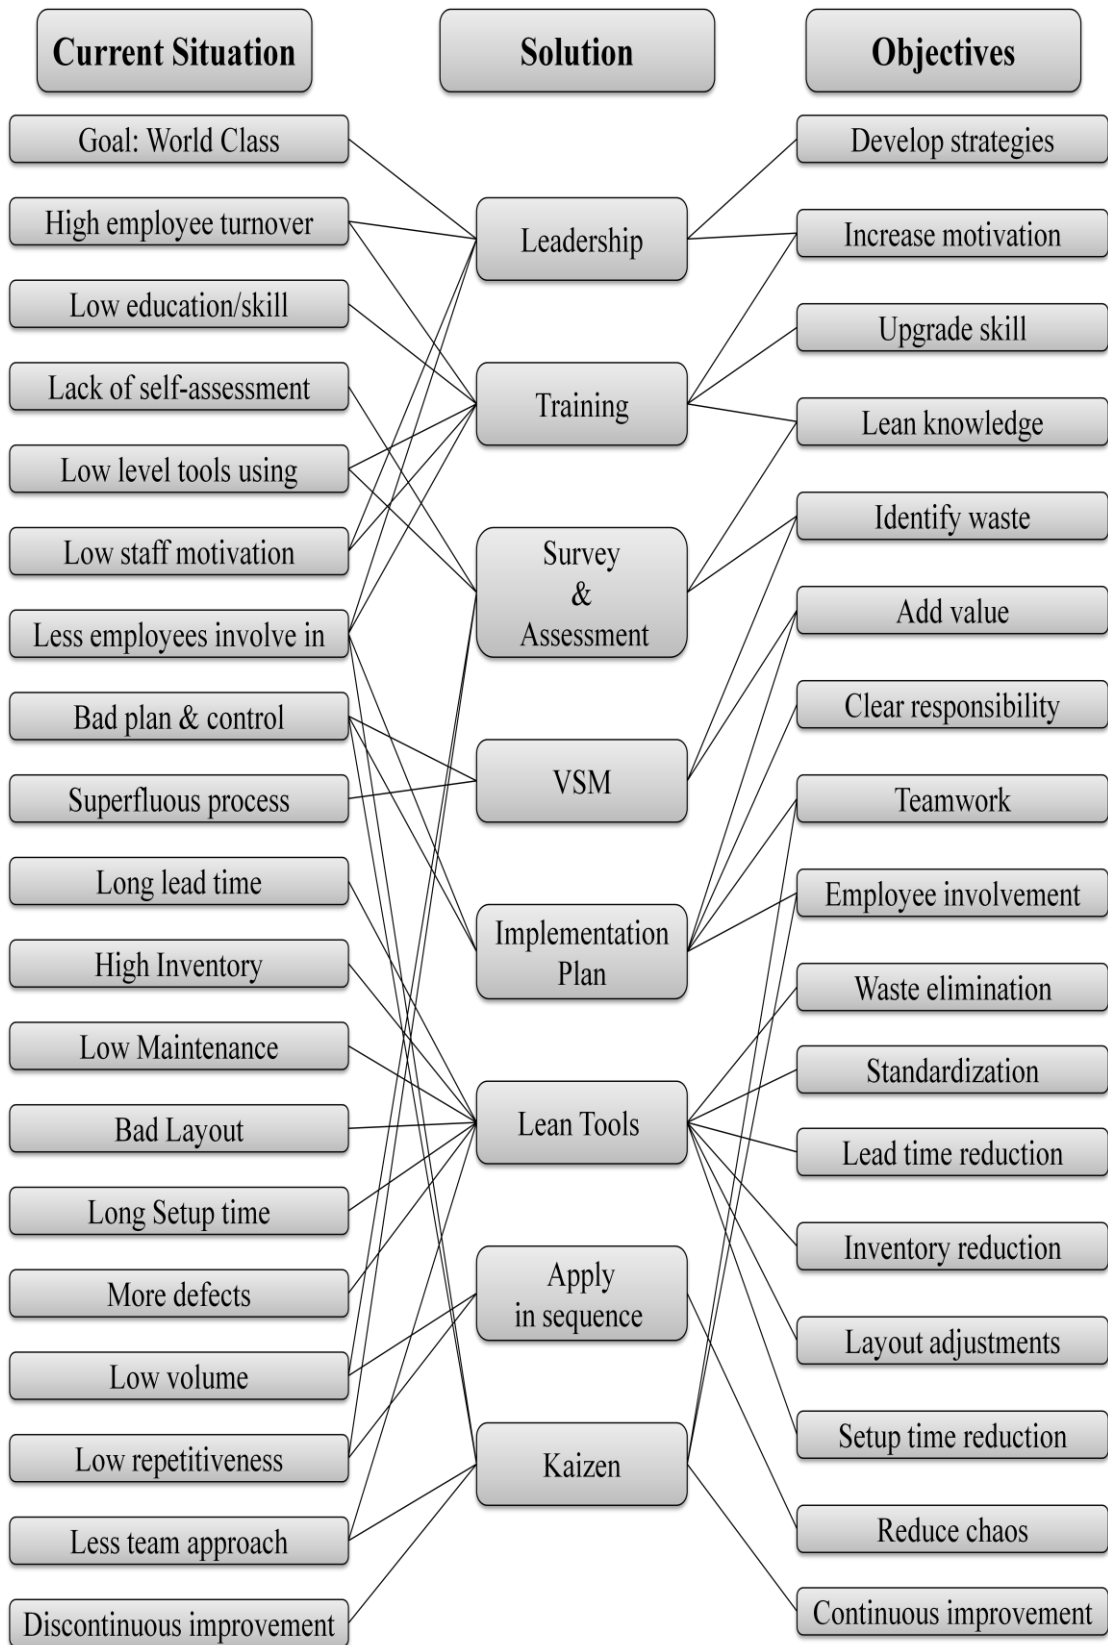 Current Situation
Solution
Objectives
Goal: World Class
High employee turnover
Low education/skill
Lack of self-assessment
Low level tools using
Low staff motivation
Less employees involve in
Bad plan & control
Superfluous process
Long lead time
High Inventory
Low Maintenance
Bad Layout
Long Setup time
More defects
Low volume
Low repetitiveness
Less team approach
Discontinuous improvement
Leadership
Training
Survey
&
Assessment
VSM
Implementation
Plan
Lean Tools
Apply
in sequence
Kaizen
Develop strategies
Increase motivation
Upgrade skill
Lean knowledge
Identify waste
Add value
Clear responsibility
Teamwork
Employee involvement
Waste elimination
Standardization
Lead time reduction
Inventory reduction
Layout adjustments
Setup time reduction
Reduce chaos
Continuous improvement